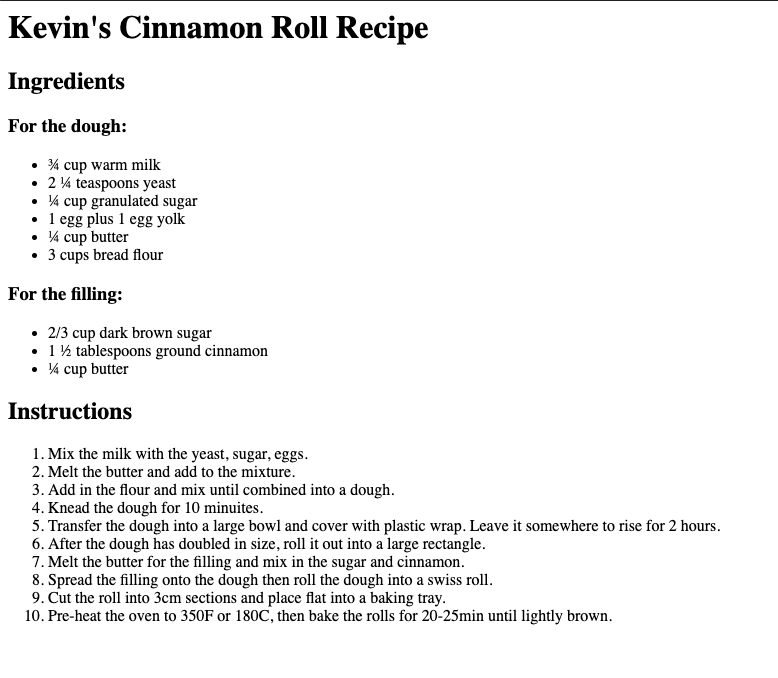 Kevin's Cinnamon Roll Recipe
Ingredients
For the dough:
• ¾ cup warm milk
• 2 ¼ teaspoons yeast
• ¼ cup granulated sugar
• 1 egg plus 1 egg yolk
• ¼ cup butter
• 3 cups bread flour
For the filling:
• 2/3 cup dark brown sugar
• 1 ½ tablespoons ground cinnamon
• ¼ cup butter
Instructions
1. Mix the milk with the yeast, sugar, eggs.
2. Melt the butter and add to the mixture.
3. Add in the flour and mix until combined into a dough.
4. Knead the dough for 10 minuites.
5. Transfer the dough into a large bowl and cover with plastic wrap. Leave it somewhere to rise for 2 hours.
6. After the dough has doubled in size, roll it out into a large rectangle.
7. Melt the butter for the filling and mix in the sugar and cinnamon.
8. Spread the filling onto the dough then roll the dough into a swiss roll.
9. Cut the roll into 3cm sections and place flat into a baking tray.
10. Pre-heat the oven to 350F or 180C, then bake the rolls for 20-25min until lightly brown.